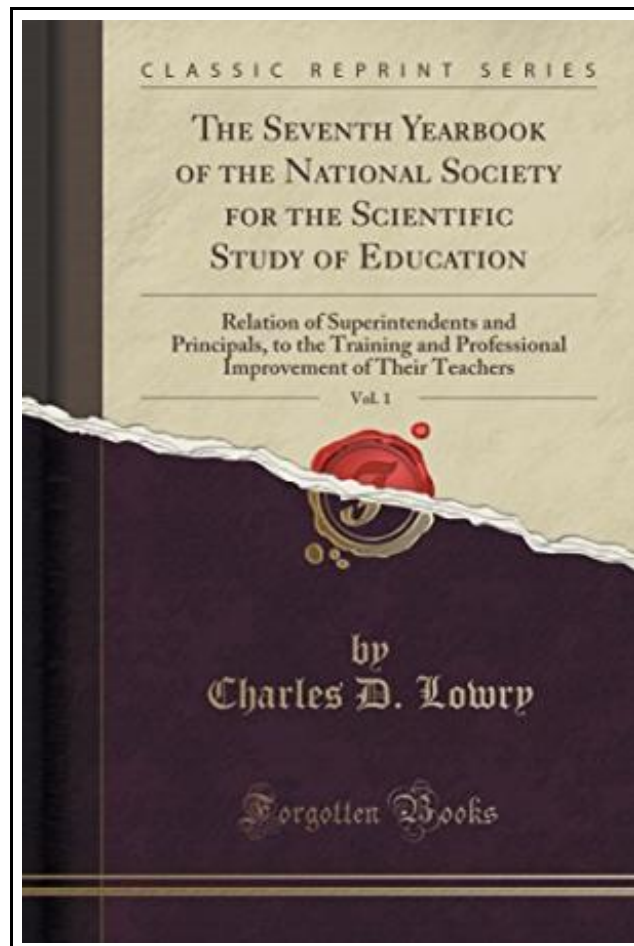 CLASSIC REPRINT SERIES
THE SEVENTH YEARBOOK
OF THE NATIONAL SOCIETY
FOR THE SCIENTIFIC
STUDY OF EDUCATION
Relation of Superintendents and
Principals, to the Training and Professional
Improvement of Their Teachers
Vol. 1
by
Charles D. Lowry
Forgotten Books